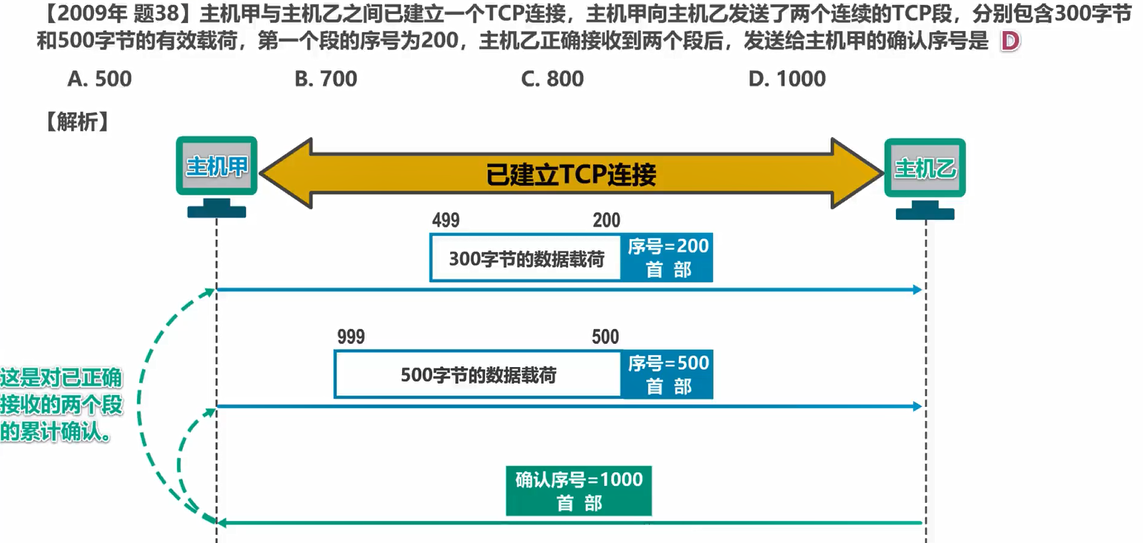 【2009年 题38】主机甲与主机乙之间已建立一个TCP连接，主机甲向主机乙发送了两个连续的TCP段，分别包含300字节
和500字节的有效载荷，第一个段的序号为200，主机乙正确接收到两个段后，发送给主机甲的确认序号是 D
A. 500 B. 700 C. 800 D. 1000
【解析】
主机甲
已建立TCP连接
主机乙
499 200
300字节的数据载荷
序号=200
首 部
999 500
500字节的数据载荷
序号=500
首 部
这是对已正确
接收的两个段
的累计确认。
确认序号=1000
首 部